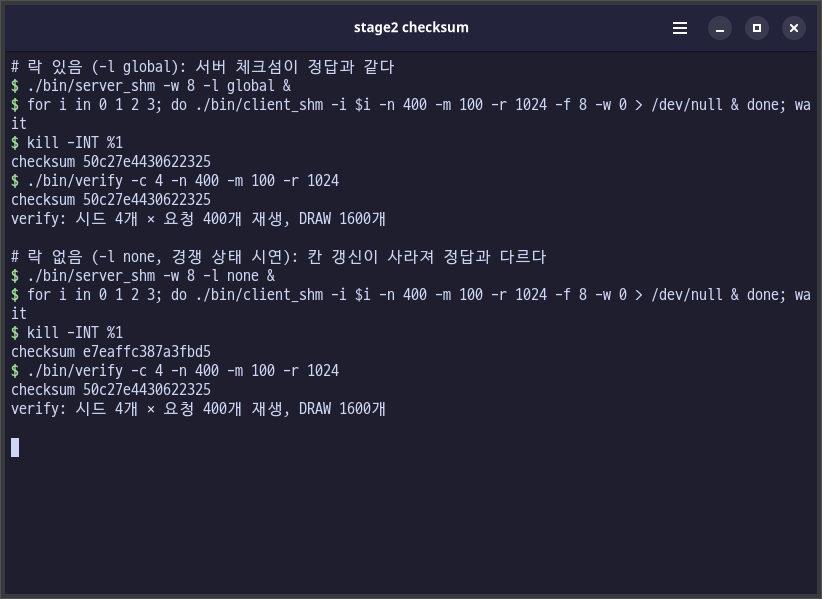 stage2 checksum
# 락 있음 (-l global): 서버 체크섬이 정답과 같다
$ ./bin/server_shm -w 8 -l global &
$ for i in 0 1 2 3; do ./bin/client_shm -i $i -n 400 -m 100 -r 1024 -f 8 -w 0 > /dev/null & done; wa
it
$ kill -INT %1
checksum 50c27e4430622325
$ ./bin/verify -c 4 -n 400 -m 100 -r 1024
checksum 50c27e4430622325
verify: 시드 4개 × 요청 400개 재생, DRAW 1600개
# 락 없음 (-l none, 경쟁 상태 시연): 칸 갱신이 사라져 정답과 다르다
$ ./bin/server_shm -w 8 -l none &
$ for i in 0 1 2 3; do ./bin/client_shm -i $i -n 400 -m 100 -r 1024 -f 8 -w 0 > /dev/null & done; wa
it
$ kill -INT %1
checksum e7eaffc387a3fbd5
$ ./bin/verify -c 4 -n 400 -m 100 -r 1024
checksum 50c27e4430622325
verify: 시드 4개 × 요청 400개 재생, DRAW 1600개